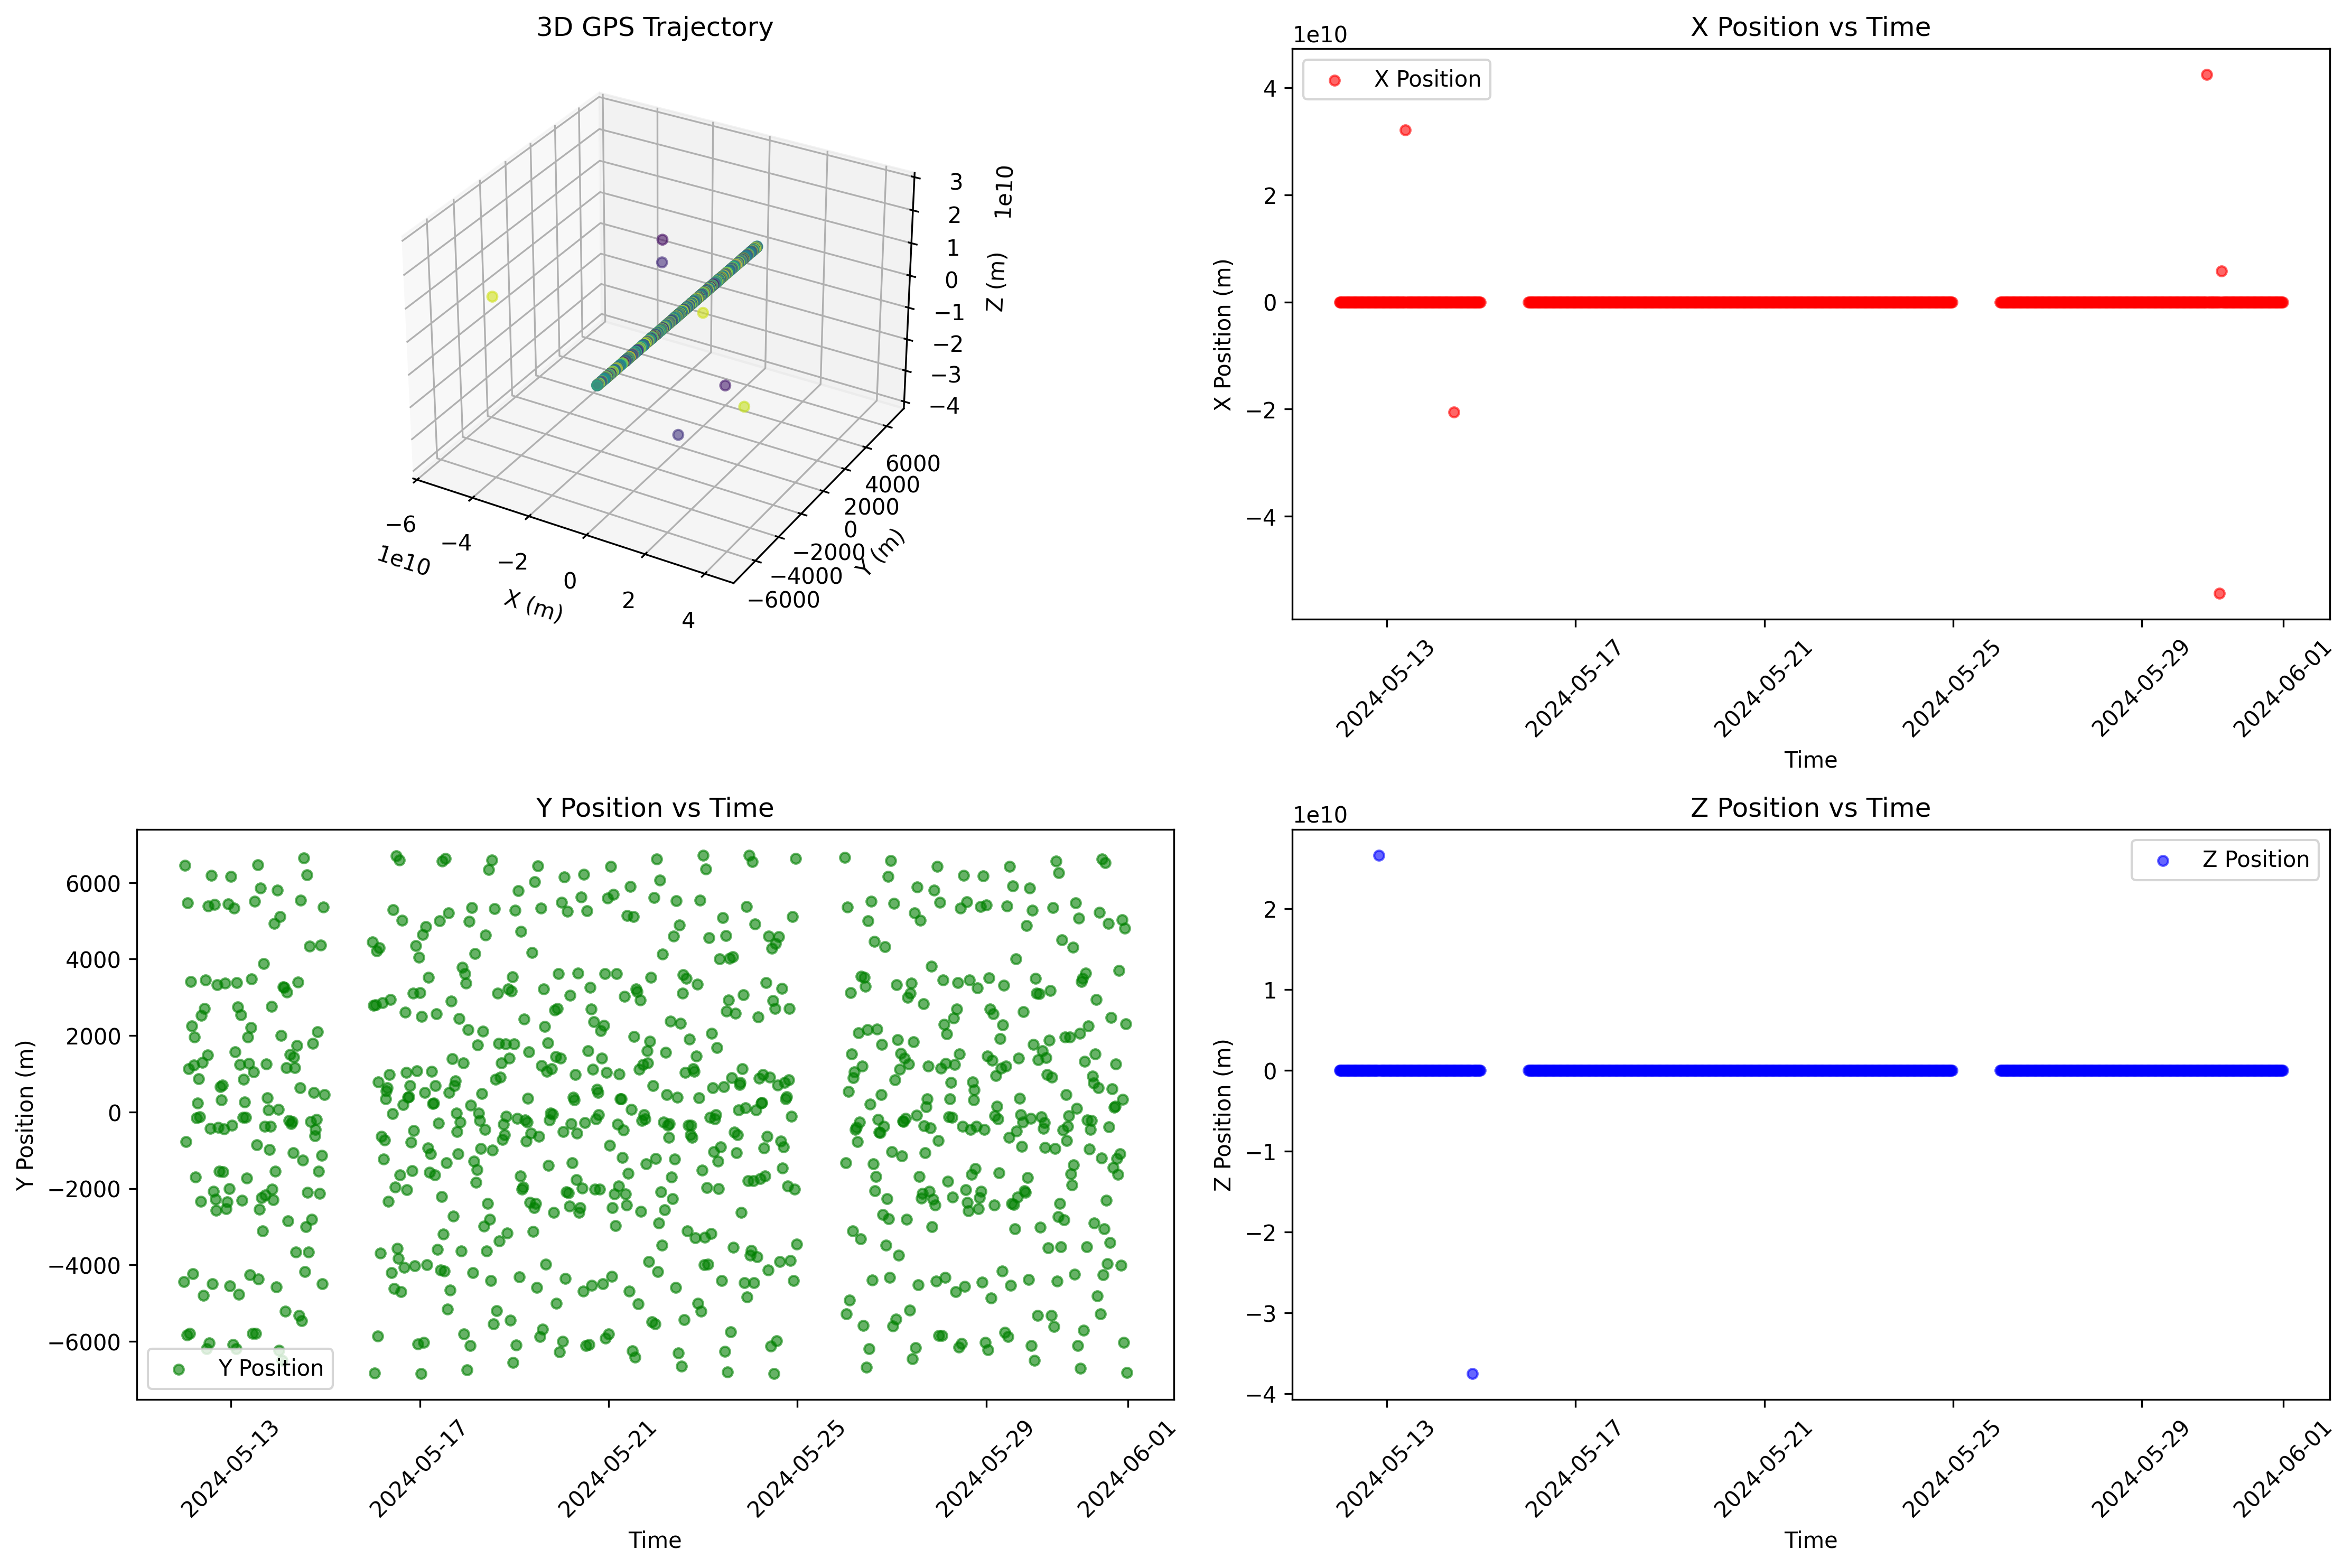 3D GPS Trajectory
3
2
1
0
−1
−2
−3
−4
1e10
Z (m)
6000
4000
2000
0
−2000
−4000
−6000
Y (m)
−6
−4
−2
0
2
4
1e10
X (m)
X Position vs Time
1e10
X Position
4
2
0
−2
−4
X Position (m)
2024-05-13
2024-05-17
2024-05-21
2024-05-25
2024-05-29
2024-06-01
Time
Y Position vs Time
6000
4000
2000
0
−2000
−4000
−6000
Y Position (m)
Y Position
2024-05-13
2024-05-17
2024-05-21
2024-05-25
2024-05-29
2024-06-01
Time
Z Position vs Time
1e10
Z Position
2
1
0
−1
−2
−3
−4
Z Position (m)
2024-05-13
2024-05-17
2024-05-21
2024-05-25
2024-05-29
2024-06-01
Time